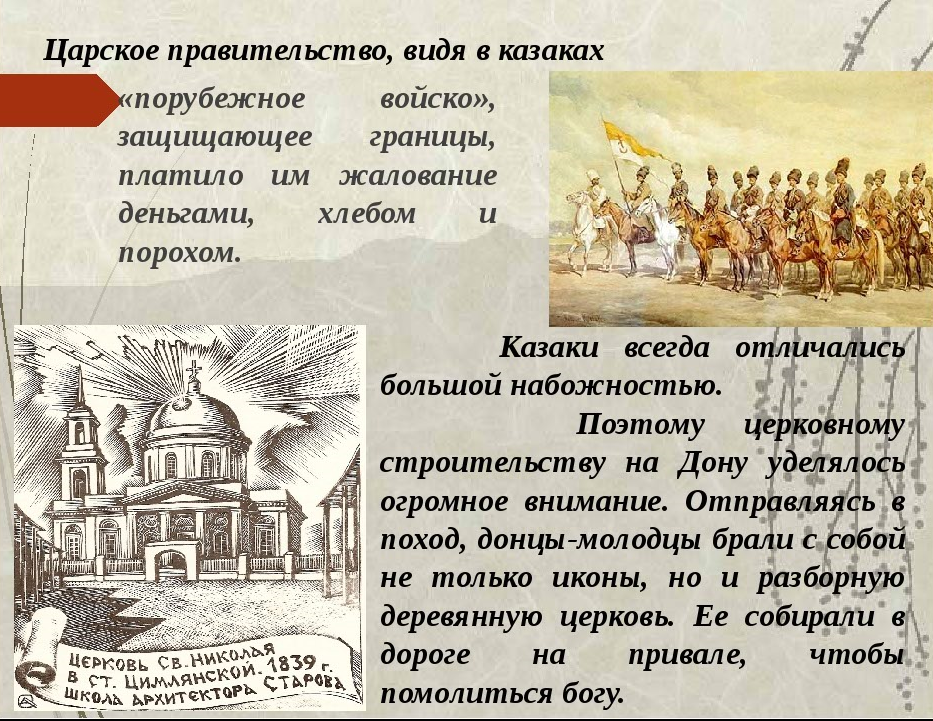 Царское правительство, видя в казаках
«порубежное войско»,
защищающее границы,
платило им жалование
деньгами, хлебом и
порохом.
Казаки всегда отличались
большой набожностью.
Поэтому церковному
строительству на Дону уделялось
огромное внимание. Отправляясь в
поход, донцы-молодцы брали с собой
не только иконы, но и разборную
деревянную церковь. Ее собирали в
дороге на привале, чтобы
помолиться богу.
ЦЕРКОВЬ СВ. НИКОЛАЯ
В СТ. ЦИМЛЯНСКОЙ. 1839 г.
ШКОЛА АРХИТЕКТОРА СТАРОВА